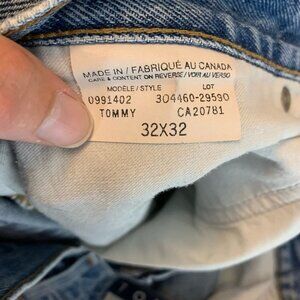 MADE IN / FABRIQUÉ AU CANADA
CARE & CONTENT ON REVERSE / VOIR AU VERSO
MODÈLE / STYLE LOT
0991402 304460-29590
TOMMY CA20781
32X32